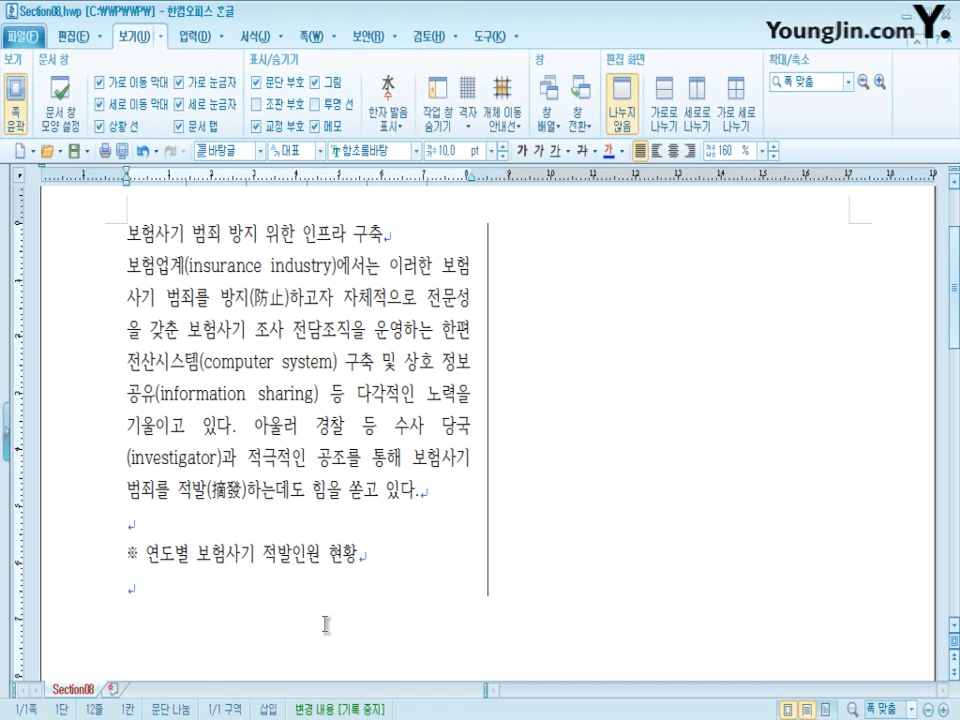 Section08.hwp [C:₩WPWWPW] - 한컴오피스 한글
YoungJin.com Y.
파일(F) 편집(E) 보기(U) 입력(D) 서식(J) 쪽(W) 보안(B) 검토(H) 도구(K)
보기 문서 창 표시/숨기기 창 편집 화면 확대/축소
쪽 윤곽 문서 창 모양 설정 가로 이동 막대 가로 눈금자 세로 이동 막대 세로 눈금자 상황 선 문서 탭
문단 부호 그림 조판 부호 투명 선 교정 부호 메모
한자 발음 표시 작업 창 숨기기 격자 개체 이동 안내선 창 배열 창 전환
나누지 않음 가로로 나누기 세로로 나누기 가로 세로 나누기 쪽 맞춤
바탕글 대표 함초롬바탕 10.0 pt 가 가 가 가 가 160 %
보험사기 범죄 방지 위한 인프라 구축
보험업계(insurance industry)에서는 이러한 보험
사기 범죄를 방지(防止)하고자 자체적으로 전문성
을 갖춘 보험사기 조사 전담조직을 운영하는 한편
전산시스템(computer system) 구축 및 상호 정보
공유(information sharing) 등 다각적인 노력을
기울이고 있다. 아울러 경찰 등 수사 당국
(investigator)과 적극적인 공조를 통해 보험사기
범죄를 적발(摘發)하는데도 힘을 쏟고 있다.
※ 연도별 보험사기 적발인원 현황
Section08
1/1쪽 1단 12줄 1칸 문단 나눔 1/1 구역 삽입 변경 내용 [기록 중지] 쪽 맞춤